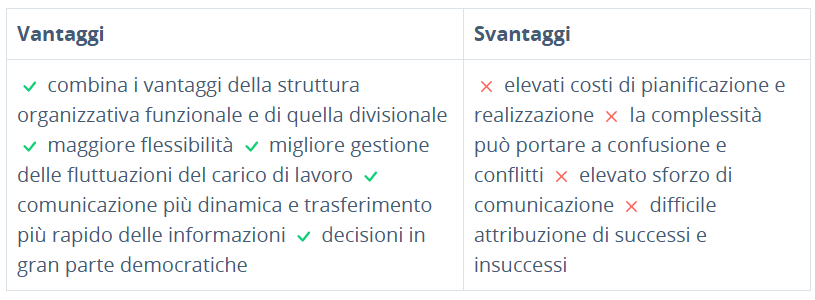 Vantaggi
✓ combina i vantaggi della struttura
organizzativa funzionale e di quella divisionale
✓ maggiore flessibilità ✓ migliore gestione
delle fluttuazioni del carico di lavoro ✓
comunicazione più dinamica e trasferimento
più rapido delle informazioni ✓ decisioni in
gran parte democratiche
Svantaggi
✕ elevati costi di pianificazione e
realizzazione ✕ la complessità
può portare a confusione e
conflitti ✕ elevato sforzo di
comunicazione ✕ difficile
attribuzione di successi e
insuccessi